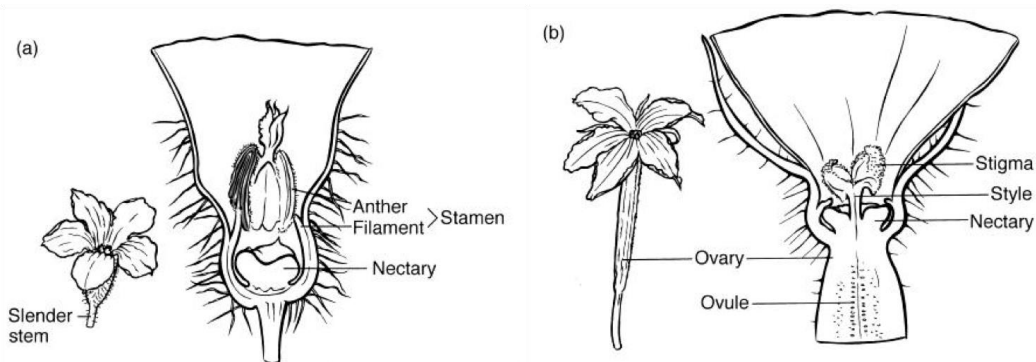 (a)
Anther
Filament
Stamen
Nectary
Slender
stem
(b)
Stigma
Style
Nectary
Ovary
Ovule